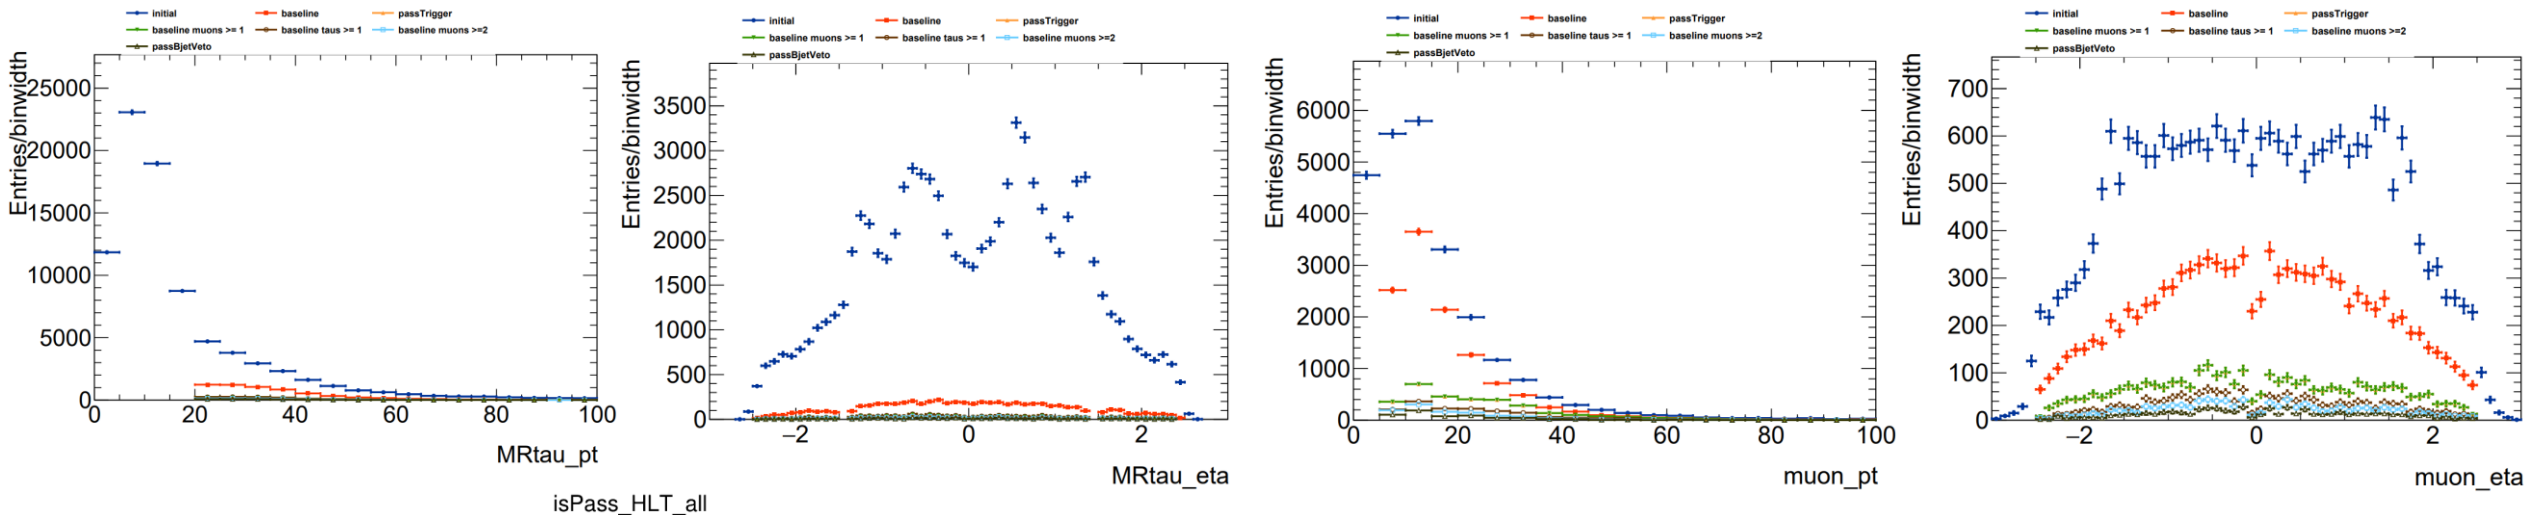 initial baseline passTrigger
baseline muons >= 1 baseline taus >= 1 baseline muons >=2
passBjetVeto
Entries/binwidth
25000
20000
15000
10000
5000
0
0 20 40 60 80 100
MRtau_pt
initial baseline passTrigger
baseline muons >= 1 baseline taus >= 1 baseline muons >=2
passBjetVeto
Entries/binwidth
3500
3000
2500
2000
1500
1000
500
0
−2 0 2
MRtau_eta
initial baseline passTrigger
baseline muons >= 1 baseline taus >= 1 baseline muons >=2
passBjetVeto
Entries/binwidth
6000
5000
4000
3000
2000
1000
0
0 20 40 60 80 100
muon_pt
initial baseline passTrigger
baseline muons >= 1 baseline taus >= 1 baseline muons >=2
passBjetVeto
Entries/binwidth
700
600
500
400
300
200
100
0
−2 0 2
muon_eta
isPass_HLT_all